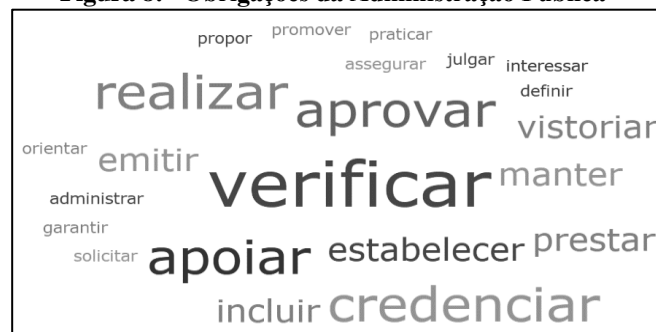 propor promover praticar
assegurar julgar interessar
realizar aprovar definir
vistoriar
orientar emitir verificar manter
administrar
garantir
solicitar apoiar estabelecer prestar
incluir credenciar